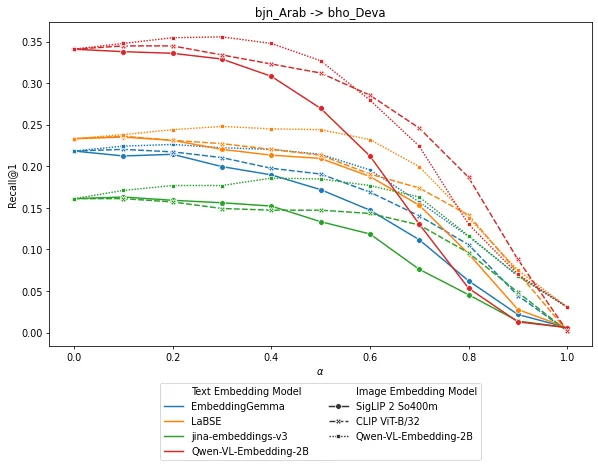 bjn_Arab -> bho_Deva
Recall@1
0.35
0.30
0.25
0.20
0.15
0.10
0.05
0.00
0.0 0.2 0.4 0.6 0.8 1.0
α
Text Embedding Model Image Embedding Model
EmbeddingGemma SigLIP 2 So400m
LaBSE CLIP ViT-B/32
jina-embeddings-v3 Qwen-VL-Embedding-2B
Qwen-VL-Embedding-2B